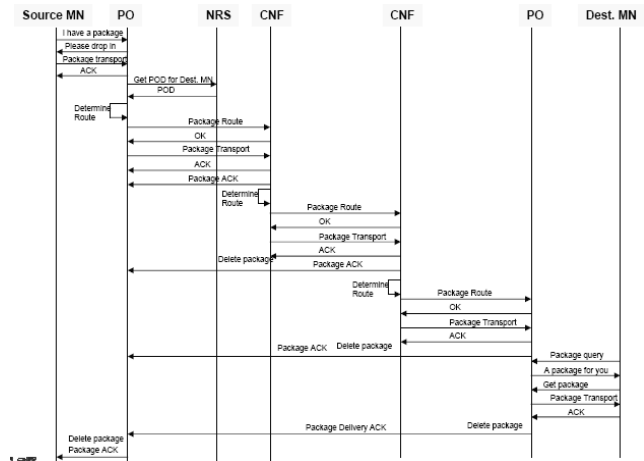 Source MN PO NRS CNF CNF PO Dest. MN
I have a package
Please drop in
Package transport
ACK
Get POD for Dest. MN
POD
Determine
Route
Package Route
OK
Package Transport
ACK
Package ACK
Determine
Route
Package Route
OK
Package Transport
ACK
Delete package
Package ACK
Determine
Route
Package Route
OK
Package Transport
ACK
Delete package
Package ACK
Package query
A package for you
Get package
Package Transport
ACK
Delete package
Package Delivery ACK
Delete package
Package ACK